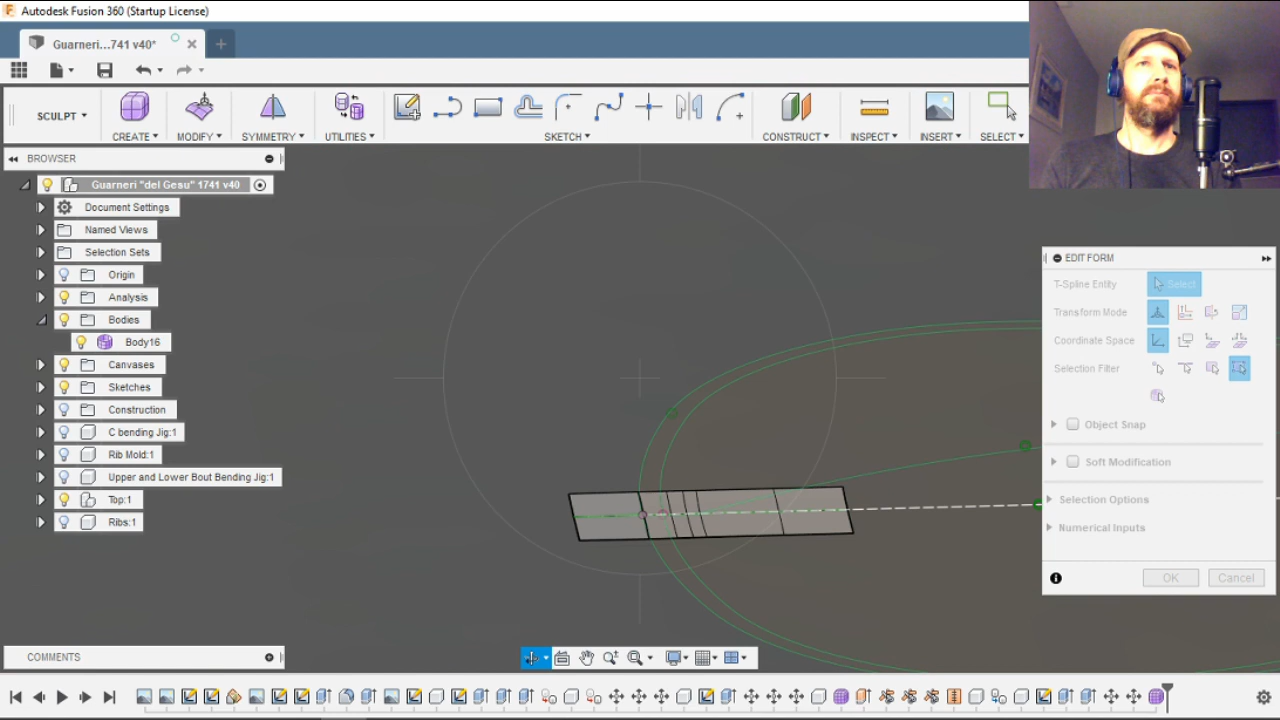 Autodesk Fusion 360 (Startup License)
Guarneri...741 v40*
SCULPT
CREATE
MODIFY
SYMMETRY
UTILITIES
SKETCH
CONSTRUCT
INSPECT
INSERT
SELECT
BROWSER
Guarneri "del Gesu" 1741 v40
Document Settings
Named Views
Selection Sets
Origin
Analysis
Bodies
Body16
Canvases
Sketches
Construction
C bending Jig:1
Rib Mold:1
Upper and Lower Bout Bending Jig:1
Top:1
Ribs:1
EDIT FORM
T-Spline Entity
Select
Transform Mode
Coordinate Space
Selection Filter
Object Snap
Soft Modification
Selection Options
Numerical Inputs
OK
Cancel
COMMENTS